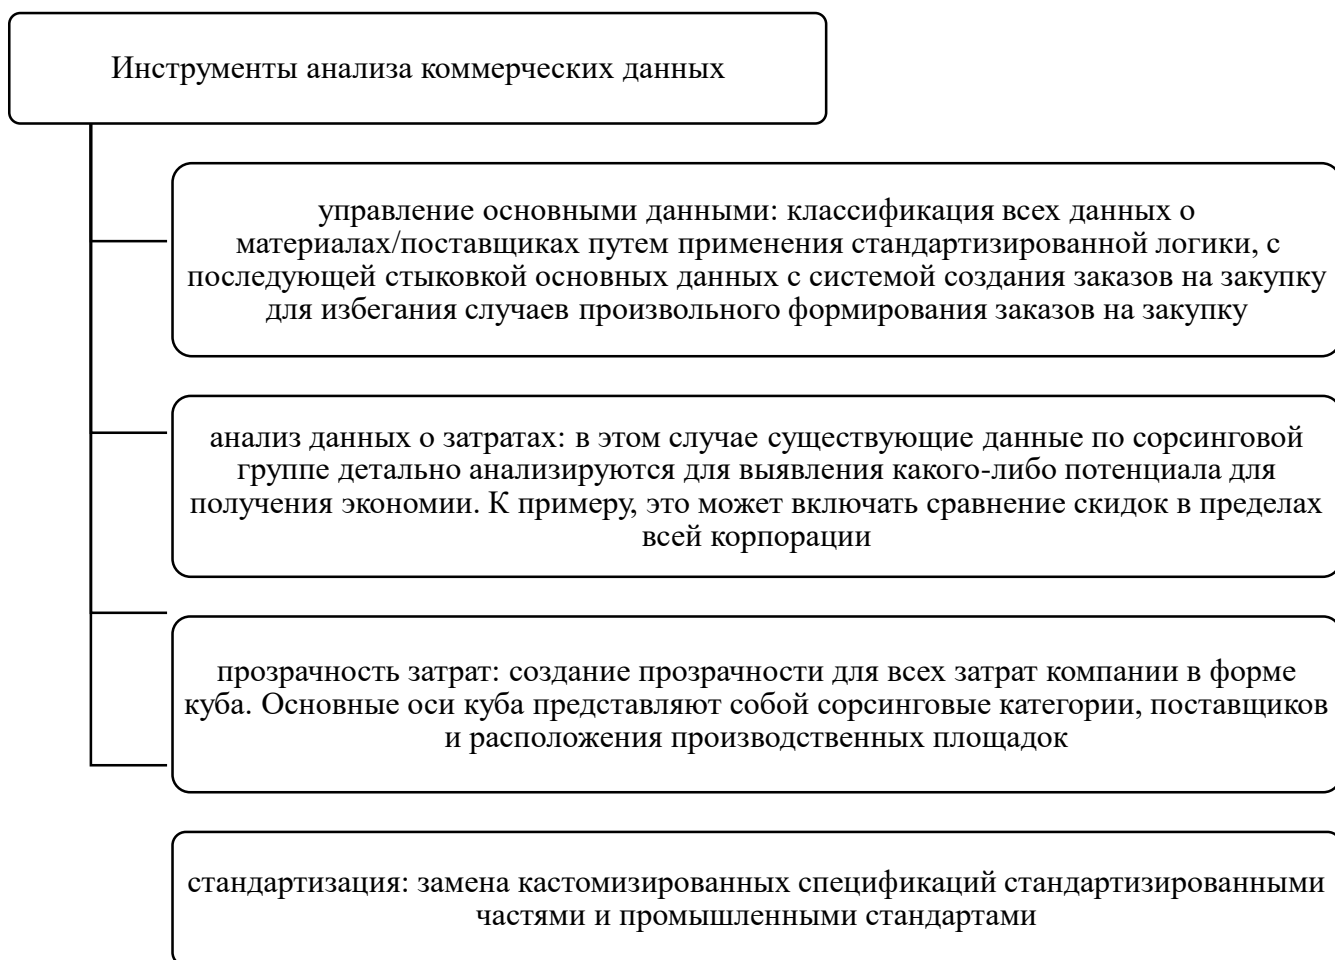 Инструменты анализа коммерческих данных
управление основными данными: классификация всех данных о
материалах/поставщиках путем применения стандартизированной логики, с
последующей стыковкой основных данных с системой создания заказов на закупку
для избегания случаев произвольного формирования заказов на закупку
анализ данных о затратах: в этом случае существующие данные по сорсинговой
группе детально анализируются для выявления какого-либо потенциала для
получения экономии. К примеру, это может включать сравнение скидок в пределах
всей корпорации
прозрачность затрат: создание прозрачности для всех затрат компании в форме
куба. Основные оси куба представляют собой сорсинговые категории, поставщиков
и расположения производственных площадок
стандартизация: замена кастомизированных спецификаций стандартизированными
частями и промышленными стандартами